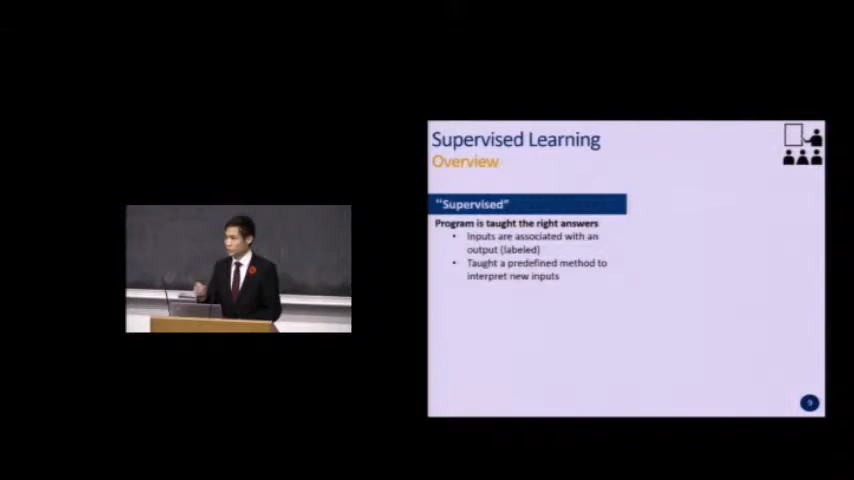 Supervised Learning
Overview
"Supervised"
Program is taught the right answers
• Inputs are associated with an
output (labeled)
• Taught a predefined method to
interpret new inputs
9